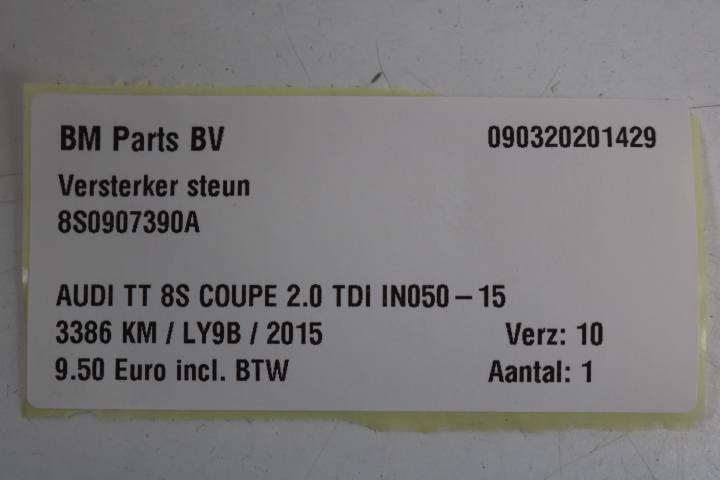 BM Parts BV 090320201429
Versterker steun
8S0907390A
AUDI TT 8S COUPE 2.0 TDI IN050 – 15
3386 KM / LY9B / 2015 Verz: 10
9.50 Euro incl. BTW Aantal: 1